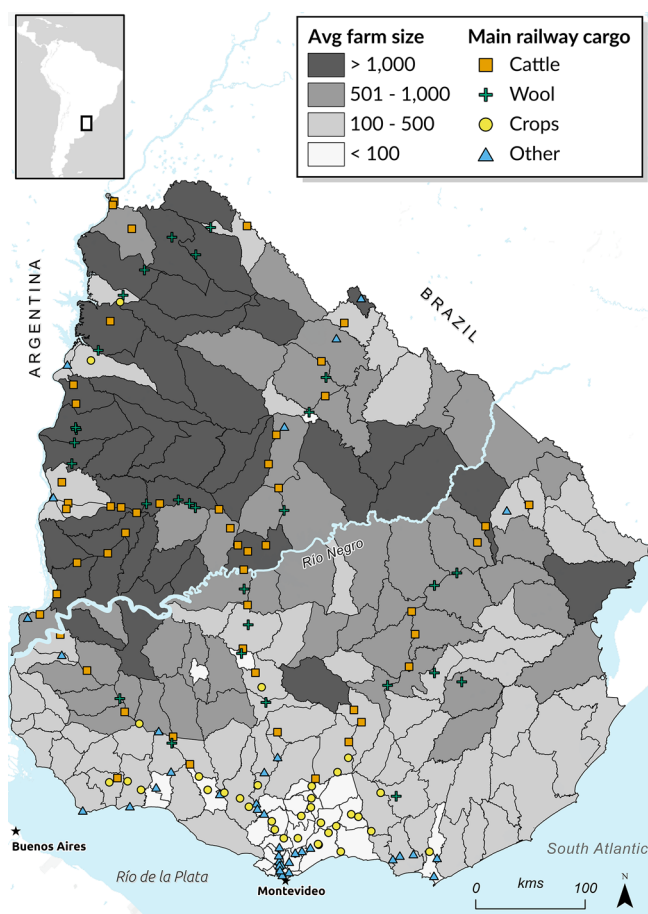 Avg farm size
> 1,000
501 - 1,000
100 - 500
< 100
Main railway cargo
Cattle
Wool
Crops
Other
ARGENTINA
BRAZIL
Río Negro
Buenos Aires
Río de la Plata
Montevideo
South Atlantic
0 kms 100
N